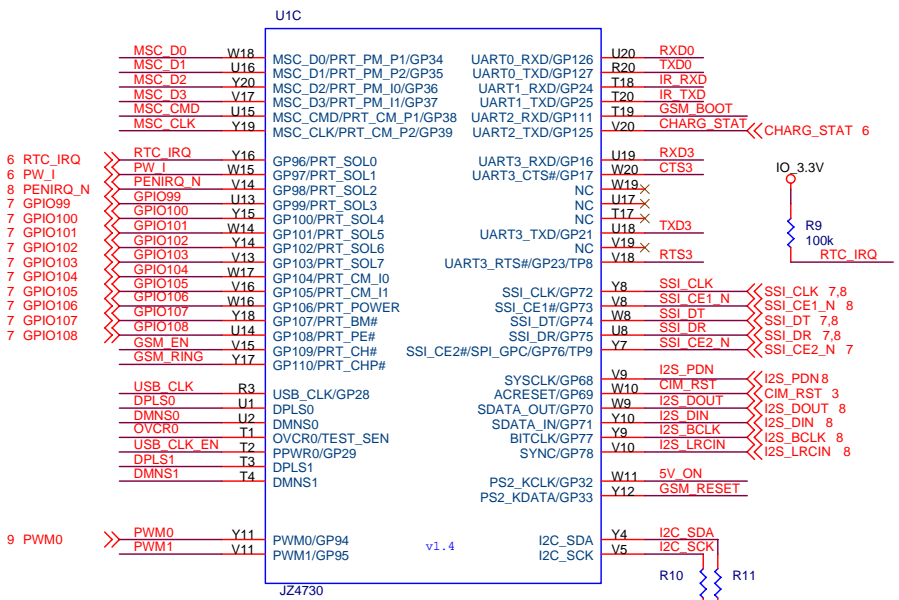 U1C
MSC_D0 W18 MSC_D0/PRT_PM_P1/GP34 UART0_RXD/GP126 U20 RXD0
MSC_D1 U16 MSC_D1/PRT_PM_P2/GP35 UART0_TXD/GP127 R20 TXD0
MSC_D2 Y20 MSC_D2/PRT_PM_I0/GP36 UART1_RXD/GP24 T18 IR_RXD
MSC_D3 V17 MSC_D3/PRT_PM_I1/GP37 UART1_TXD/GP25 T20 IR_TXD
MSC_CMD U15 MSC_CMD/PRT_CM_P1/GP38 UART2_RXD/GP111 T19 GSM_BOOT
MSC_CLK Y19 MSC_CLK/PRT_CM_P2/GP39 UART2_TXD/GP125 V20 CHARG_STAT CHARG_STAT 6
6 RTC_IRQ RTC_IRQ Y16 GP96/PRT_SOL0 UART3_RXD/GP16 U19 RXD3
6 PW_I PW_I W15 GP97/PRT_SOL1 UART3_CTS#/GP17 W20 CTS3 IO_3.3V
8 PENIRQ_N PENIRQ_N V14 GP98/PRT_SOL2 NC W19
7 GPIO99 GPIO99 U13 GP99/PRT_SOL3 NC U17
7 GPIO100 GPIO100 Y15 GP100/PRT_SOL4 NC T17
7 GPIO101 GPIO101 W14 GP101/PRT_SOL5 UART3_TXD/GP21 U18 TXD3 R9
7 GPIO102 GPIO102 Y14 GP102/PRT_SOL6 NC V19 100k
7 GPIO103 GPIO103 V13 GP103/PRT_SOL7 UART3_RTS#/GP23/TP8 V18 RTS3 RTC_IRQ
7 GPIO104 GPIO104 W17 GP104/PRT_CM_I0
7 GPIO105 GPIO105 V16 GP105/PRT_CM_I1 SSI_CLK/GP72 Y8 SSI_CLK SSI_CLK 7,8
7 GPIO106 GPIO106 W16 GP106/PRT_POWER SSI_CE1#/GP73 V8 SSI_CE1_N SSI_CE1_N 8
7 GPIO107 GPIO107 Y18 GP107/PRT_BM# SSI_DT/GP74 W8 SSI_DT SSI_DT 7,8
7 GPIO108 GPIO108 U14 GP108/PRT_PE# SSI_DR/GP75 U8 SSI_DR SSI_DR 7,8
GSM_EN V15 GP109/PRT_CH# SSI_CE2#/SPI_GPC/GP76/TP9 Y7 SSI_CE2_N SSI_CE2_N 7
GSM_RING Y17 GP110/PRT_CHP#
SYSCLK/GP68 V9 I2S_PDN I2S_PDN8
USB_CLK R3 USB_CLK/GP28 ACRESET/GP69 W10 CIM_RST CIM_RST 3
DPLS0 U1 DPLS0 SDATA_OUT/GP70 W9 I2S_DOUT I2S_DOUT 8
DMNS0 U2 DMNS0 SDATA_IN/GP71 Y10 I2S_DIN I2S_DIN 8
OVCR0 T1 OVCR0/TEST_SEN BITCLK/GP77 Y9 I2S_BCLK I2S_BCLK 8
USB_CLK_EN T2 PPWR0/GP29 SYNC/GP78 V10 I2S_LRCIN I2S_LRCIN 8
DPLS1 T3 DPLS1
DMNS1 T4 DMNS1 PS2_KCLK/GP32 W11 5V_ON
PS2_KDATA/GP33 Y12 GSM_RESET
9 PWM0 PWM0 Y11 PWM0/GP94 I2C_SDA Y4 I2C_SDA
PWM1 V11 PWM1/GP95 v1.4 I2C_SCK V5 I2C_SCK
R10 R11
JZ4730